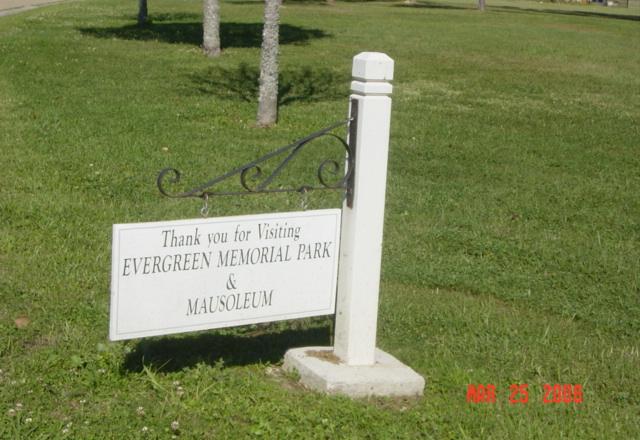 Thank you for Visiting
EVERGREEN MEMORIAL PARK
&
MAUSOLEUM
MAR 25 2009